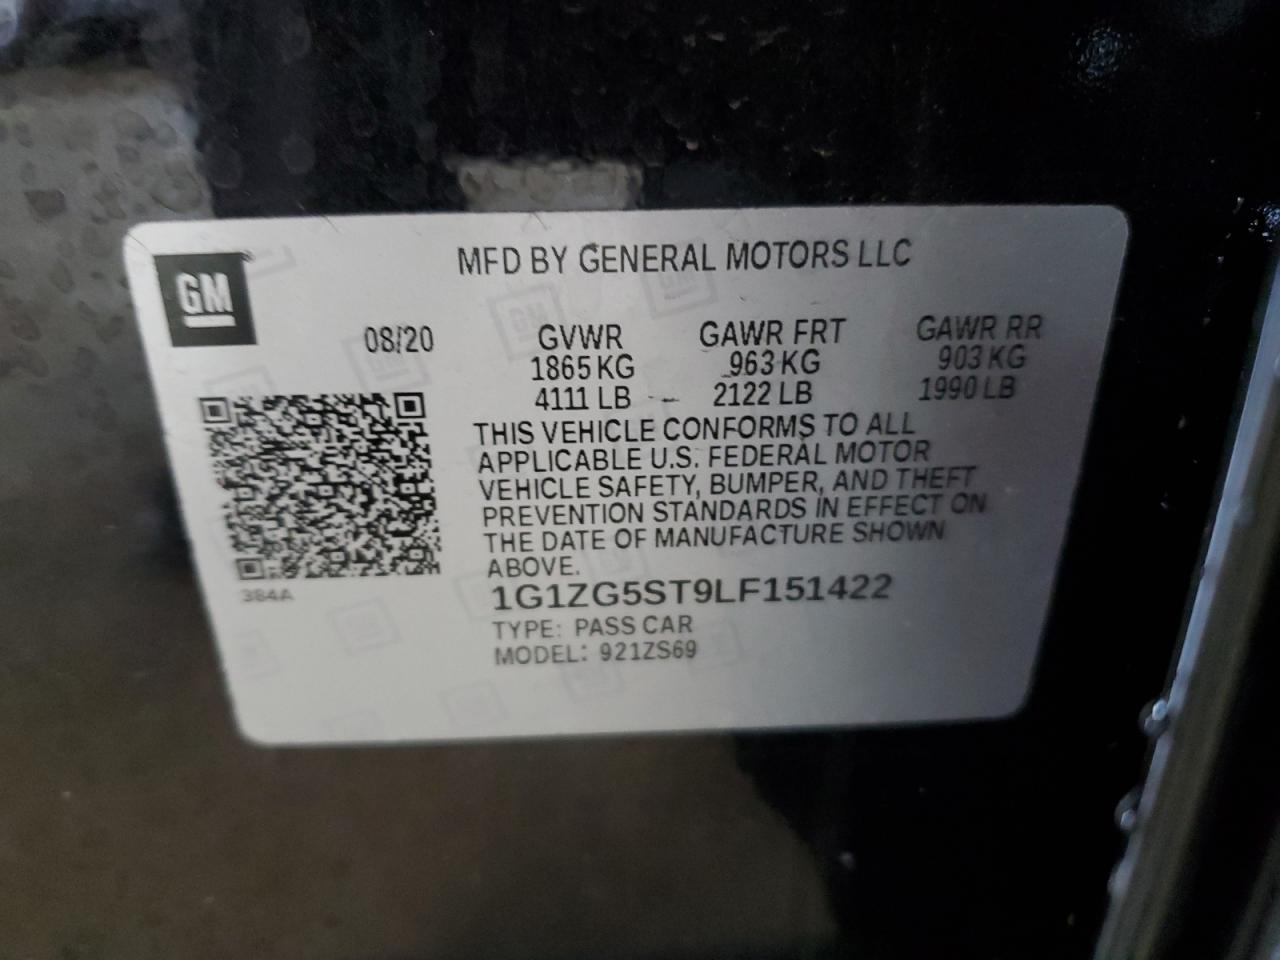 MFD BY GENERAL MOTORS LLC
GM
08/20 GVWR GAWR FRT GAWR RR
1865 KG 963 KG 903 KG
4111 LB 2122 LB 1990 LB
THIS VEHICLE CONFORMS TO ALL
APPLICABLE U.S. FEDERAL MOTOR
VEHICLE SAFETY, BUMPER, AND THEFT
PREVENTION STANDARDS IN EFFECT ON
THE DATE OF MANUFACTURE SHOWN
ABOVE.
384A
1G1ZG5ST9LF151422
TYPE: PASS CAR
MODEL: 921ZS69